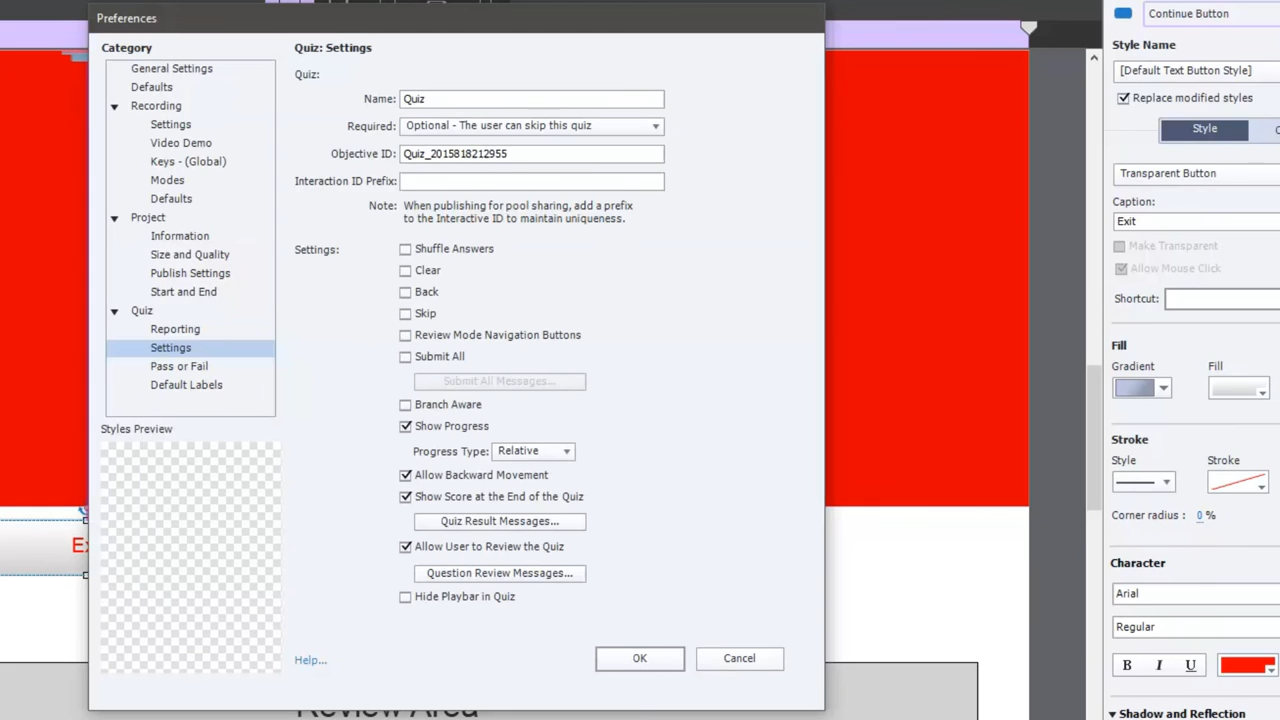 Preferences
Continue Button
Category
Quiz: Settings
Style Name
General Settings
Quiz:
[Default Text Button Style]
Defaults
Name: Quiz
Replace modified styles
Recording
Required: Optional - The user can skip this quiz
Settings
Style
Video Demo
Objective ID: Quiz_2015818212955
Keys - (Global)
Transparent Button
Modes
Interaction ID Prefix:
Defaults
Note: When publishing for pool sharing, add a prefix
to the Interactive ID to maintain uniqueness.
Caption:
Project
Exit
Information
Settings:
Shuffle Answers
Make Transparent
Size and Quality
Clear
Allow Mouse Click
Publish Settings
Back
Start and End
Shortcut:
Quiz
Skip
Reporting
Review Mode Navigation Buttons
Fill
Settings
Submit All
Gradient
Fill
Pass or Fail
Submit All Messages...
Default Labels
Branch Aware
Styles Preview
Show Progress
Stroke
Progress Type: Relative
Style
Stroke
Allow Backward Movement
Show Score at the End of the Quiz
Corner radius : 0 %
Quiz Result Messages...
Allow User to Review the Quiz
Character
Question Review Messages...
Arial
Hide Playbar in Quiz
Regular
Help...
OK
Cancel
B I U
Review Area
Shadow and Reflection